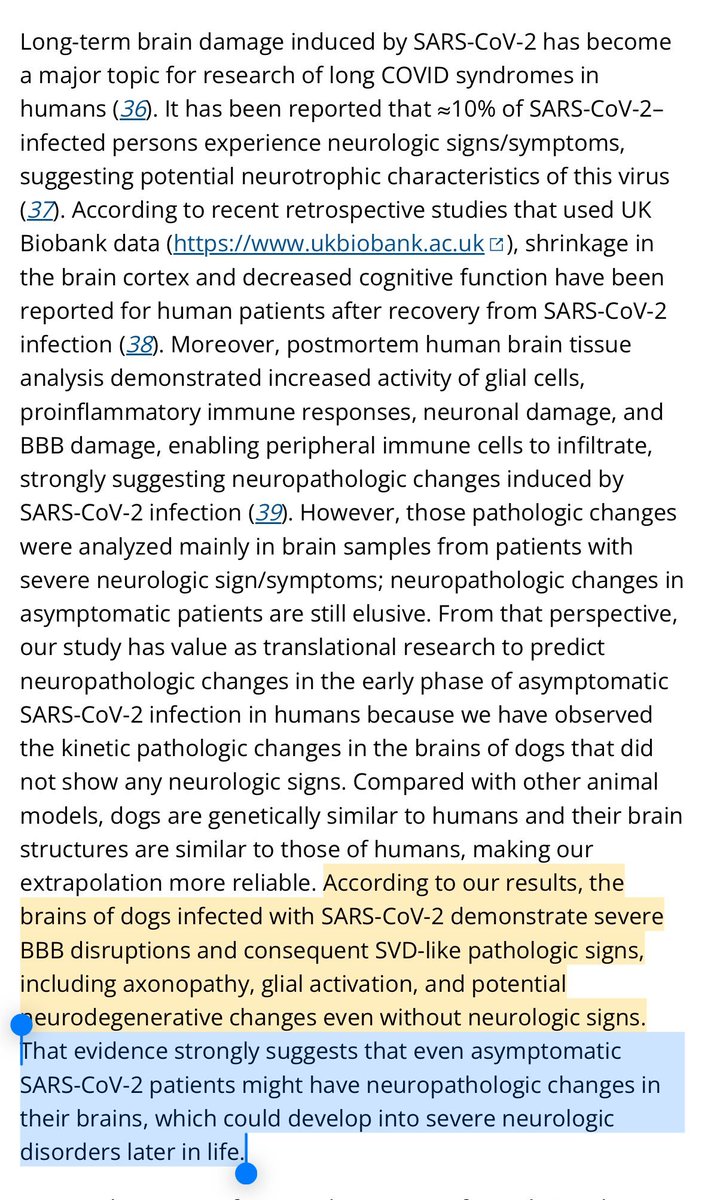 Long-term brain damage induced by SARS-CoV-2 has become
a major topic for research of long COVID syndromes in
humans (36). It has been reported that ≈10% of SARS-CoV-2–
infected persons experience neurologic signs/symptoms,
suggesting potential neurotrophic characteristics of this virus
(37). According to recent retrospective studies that used UK
Biobank data (https://www.ukbiobank.ac.uk), shrinkage in
the brain cortex and decreased cognitive function have been
reported for human patients after recovery from SARS-CoV-2
infection (38). Moreover, postmortem human brain tissue
analysis demonstrated increased activity of glial cells,
proinflammatory immune responses, neuronal damage, and
BBB damage, enabling peripheral immune cells to infiltrate,
strongly suggesting neuropathologic changes induced by
SARS-CoV-2 infection (39). However, those pathologic changes
were analyzed mainly in brain samples from patients with
severe neurologic sign/symptoms; neuropathologic changes in
asymptomatic patients are still elusive. From that perspective,
our study has value as translational research to predict
neuropathologic changes in the early phase of asymptomatic
SARS-CoV-2 infection in humans because we have observed
the kinetic pathologic changes in the brains of dogs that did
not show any neurologic signs. Compared with other animal
models, dogs are genetically similar to humans and their brain
structures are similar to those of humans, making our
extrapolation more reliable. According to our results, the
brains of dogs infected with SARS-CoV-2 demonstrate severe
BBB disruptions and consequent SVD-like pathologic signs,
including axonopathy, glial activation, and potential
neurodegenerative changes even without neurologic signs.
That evidence strongly suggests that even asymptomatic
SARS-CoV-2 patients might have neuropathologic changes in
their brains, which could develop into severe neurologic
disorders later in life.